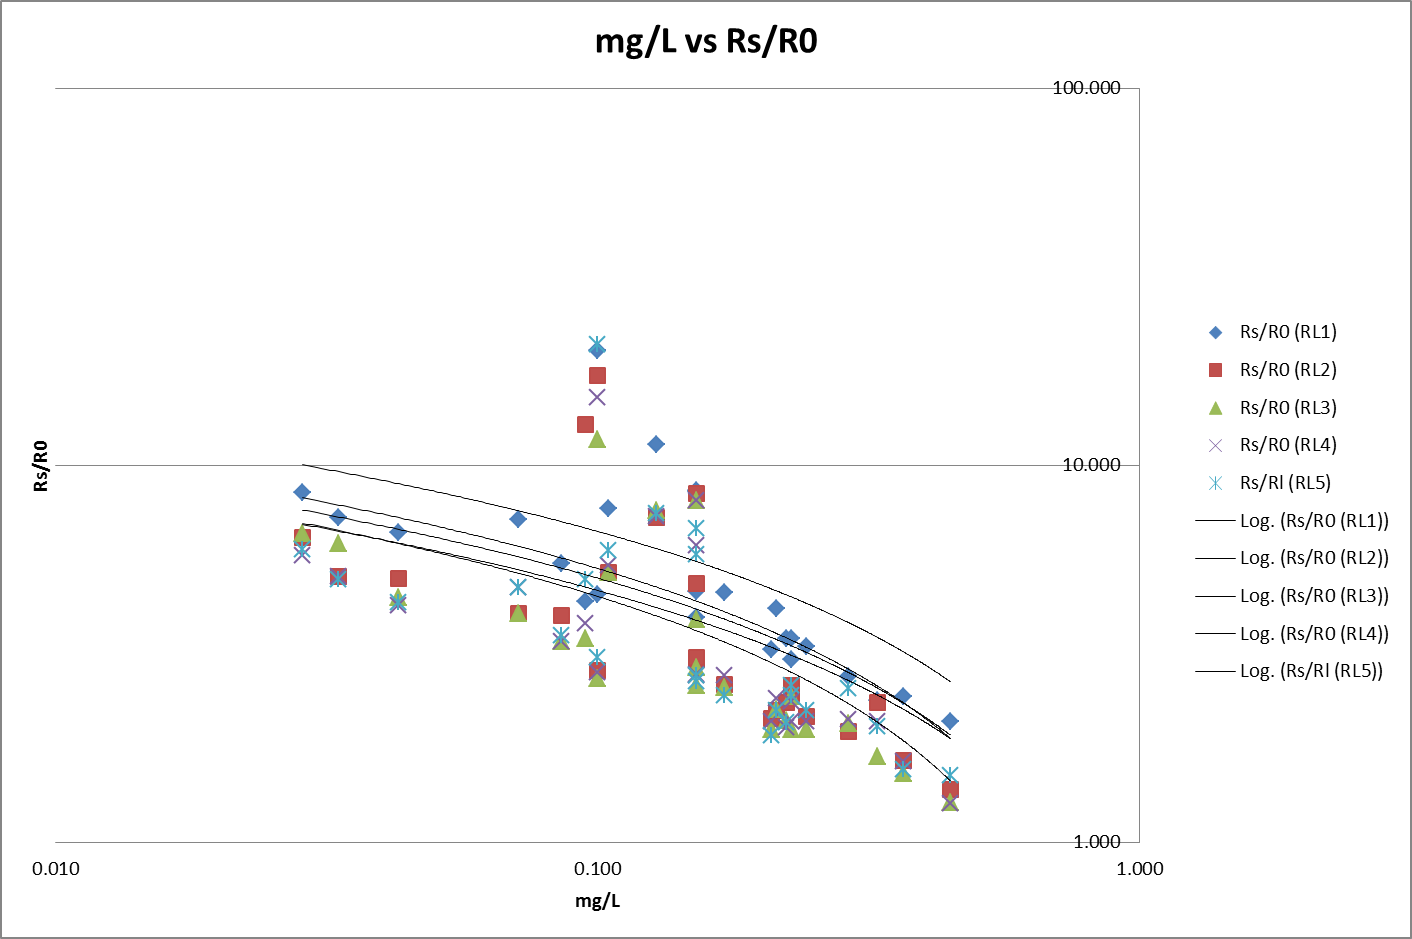 mg/L vs Rs/R0
100.000
10.000
1.000
Rs/R0
0.010
0.100
1.000
mg/L
Rs/R0 (RL1)
Rs/R0 (RL2)
Rs/R0 (RL3)
Rs/R0 (RL4)
Rs/Rl (RL5)
Log. (Rs/R0 (RL1))
Log. (Rs/R0 (RL2))
Log. (Rs/R0 (RL3))
Log. (Rs/R0 (RL4))
Log. (Rs/Rl (RL5))